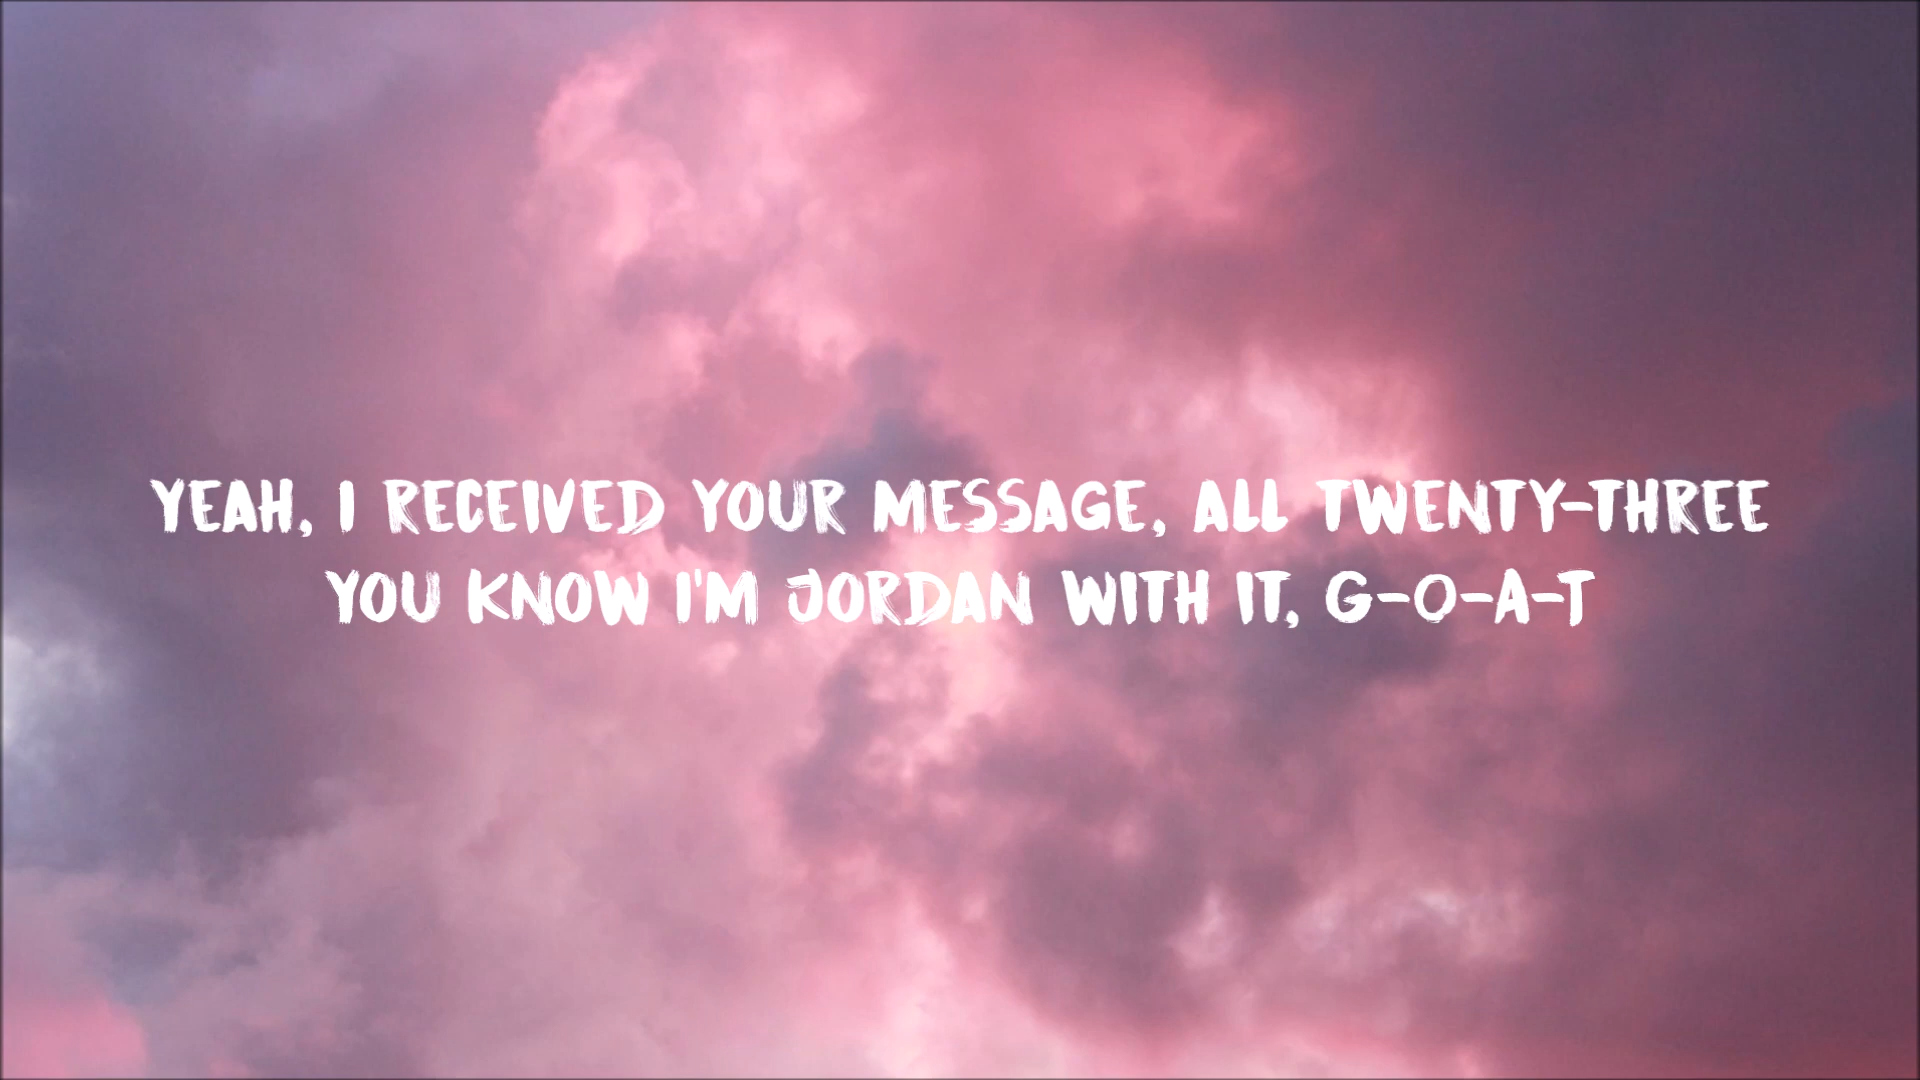 YEAH, I RECEIVED YOUR MESSAGE, ALL TWENTY-THREE
YOU KNOW I'M JORDAN WITH IT, G-O-A-T